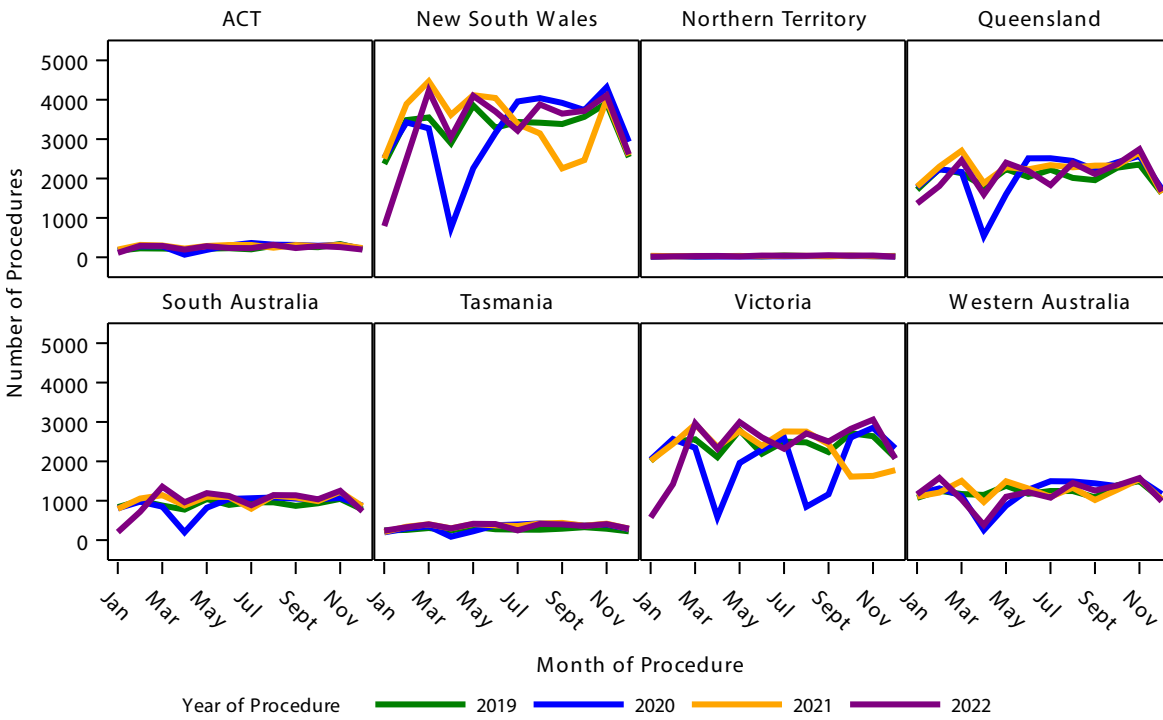 ACT New South Wales Northern Territory Queensland
5000
4000
3000
2000
1000
0
South Australia Tasmania Victoria Western Australia
5000
4000
3000
2000
1000
0
Number of Procedures
Jan Mar May Jul Sept Nov Jan Mar May Jul Sept Nov Jan Mar May Jul Sept Nov Jan Mar May Jul Sept Nov
Month of Procedure
Year of Procedure 2019 2020 2021 2022